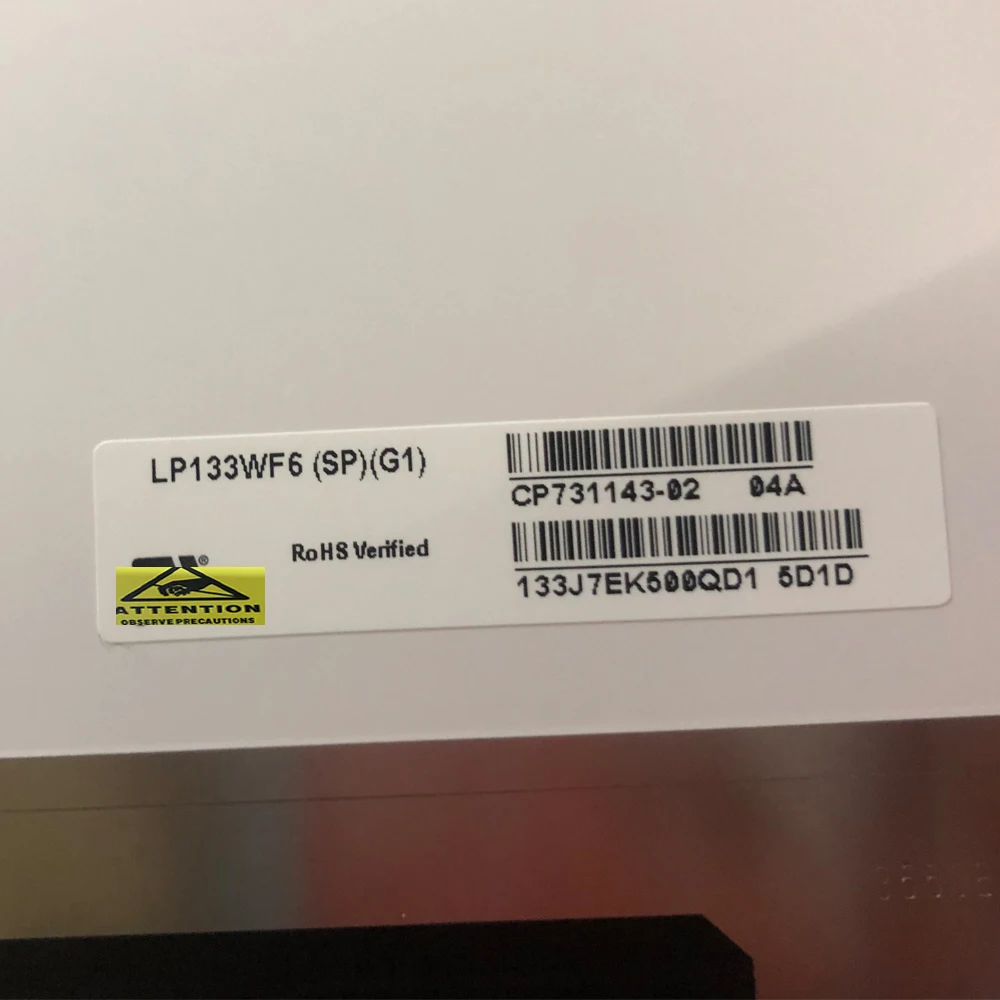 LP133WF6 (SP)(G1)
CP731143-02 04A
RoHS Verified
133J7EK500QD1 5D1D
®
ATTENTION
OBSERVE PRECAUTIONS